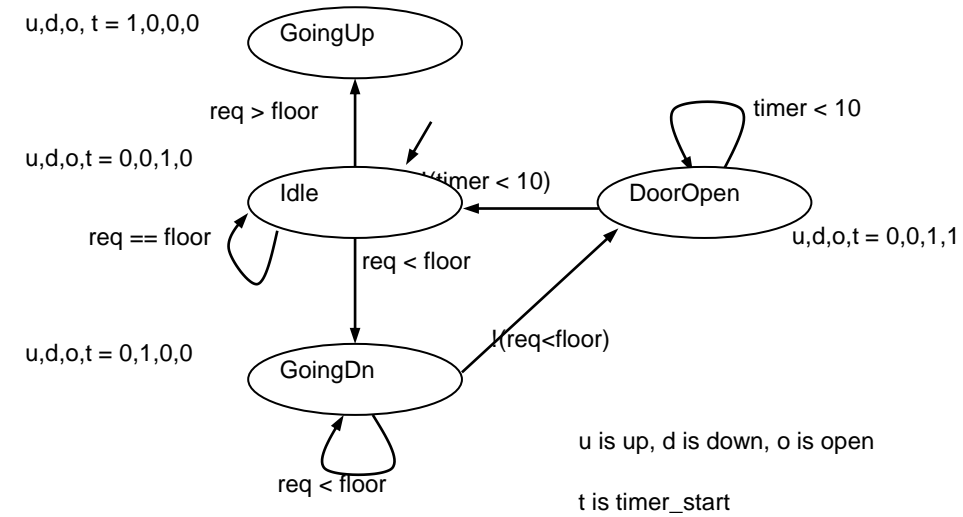 u,d,o, t = 1,0,0,0
GoingUp
req > floor
timer < 10
u,d,o,t = 0,0,1,0
Idle
!(timer < 10)
DoorOpen
req == floor
u,d,o,t = 0,0,1,1
req < floor
u,d,o,t = 0,1,0,0
!(req<floor)
GoingDn
u is up, d is down, o is open
req < floor
t is timer_start